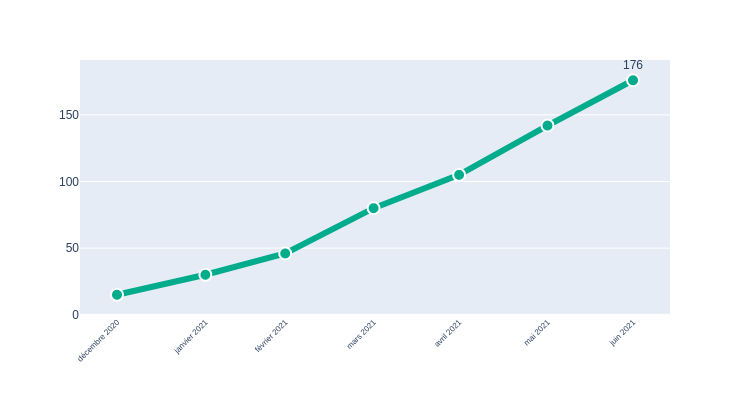 176
150
100
50
0
décembre 2020
janvier 2021
février 2021
mars 2021
avril 2021
mai 2021
juin 2021